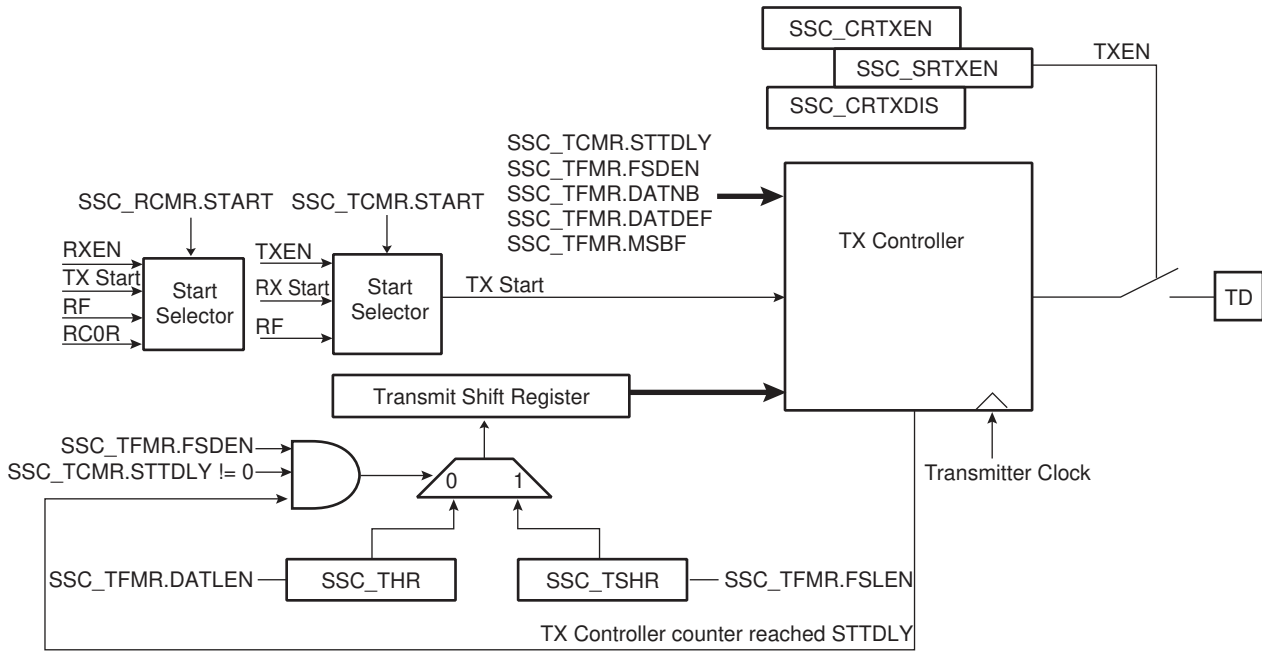 SSC_CRTXEN
SSC_SRTXEN
SSC_CRTXDIS
TXEN
SSC_TCMR.STTDLY
SSC_TFMR.FSDEN
SSC_TFMR.DATNB
SSC_TFMR.DATDEF
SSC_TFMR.MSBF
TX Controller
SSC_RCMR.START
SSC_TCMR.START
RXEN
TX Start
RF
RC0R
Start
Selector
TXEN
RX Start
RF
Start
Selector
TX Start
TD
Transmit Shift Register
Transmitter Clock
SSC_TFMR.FSDEN
SSC_TCMR.STTDLY != 0
0 1
SSC_TFMR.DATLEN
SSC_THR
SSC_TSHR
SSC_TFMR.FSLEN
TX Controller counter reached STTDLY